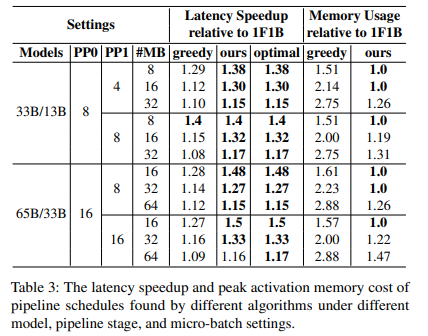 Settings Latency Speedup relative to 1F1B Memory Usage relative to 1F1B
Models PP0 PP1 #MB greedy ours optimal greedy ours
33B/13B 8 4 8 1.29 1.38 1.38 1.51 1.0
16 1.12 1.30 1.30 2.14 1.0
32 1.10 1.15 1.15 2.75 1.26
8 8 1.4 1.4 1.4 1.51 1.0
16 1.15 1.32 1.32 2.00 1.19
32 1.08 1.17 1.17 2.75 1.31
65B/33B 16 8 16 1.28 1.48 1.48 1.61 1.0
32 1.14 1.27 1.27 2.23 1.0
64 1.12 1.15 1.15 2.88 1.26
16 16 1.27 1.5 1.5 1.57 1.0
32 1.16 1.33 1.33 2.00 1.22
64 1.09 1.16 1.17 2.88 1.47
Table 3: The latency speedup and peak activation memory cost of
pipeline schedules found by different algorithms under different
model, pipeline stage, and micro-batch settings.